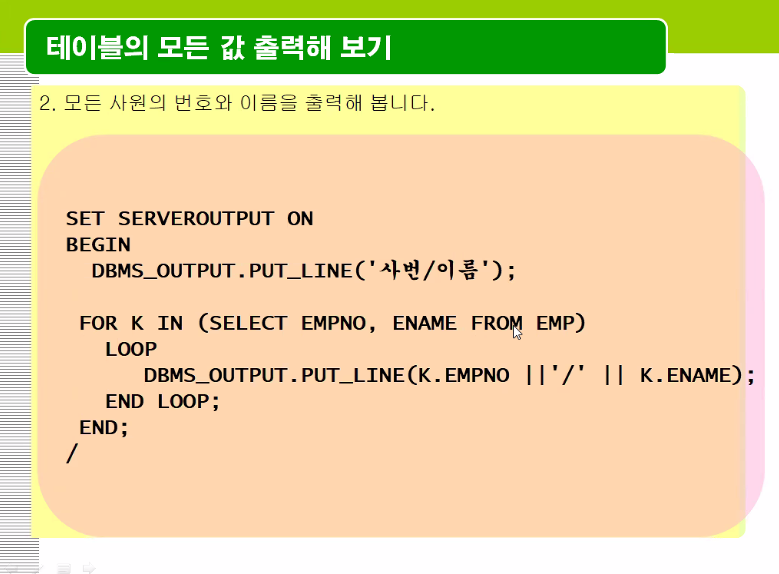 테이블의 모든 값 출력해 보기
2. 모든 사원의 번호와 이름을 출력해 봅니다.
SET SERVEROUTPUT ON
BEGIN
DBMS_OUTPUT.PUT_LINE('사번/이름');
FOR K IN (SELECT EMPNO, ENAME FROM EMP)
LOOP
DBMS_OUTPUT.PUT_LINE(K.EMPNO ||'/' || K.ENAME);
END LOOP;
END;
/